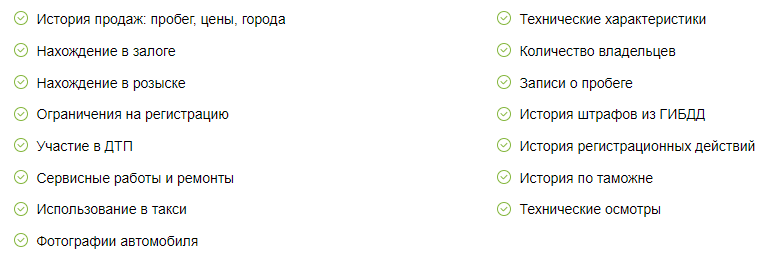 История продаж: пробег, цены, города
Нахождение в залоге
Нахождение в розыске
Ограничения на регистрацию
Участие в ДТП
Сервисные работы и ремонты
Использование в такси
Фотографии автомобиля
Технические характеристики
Количество владельцев
Записи о пробеге
История штрафов из ГИБДД
История регистрационных действий
История по таможне
Технические осмотры